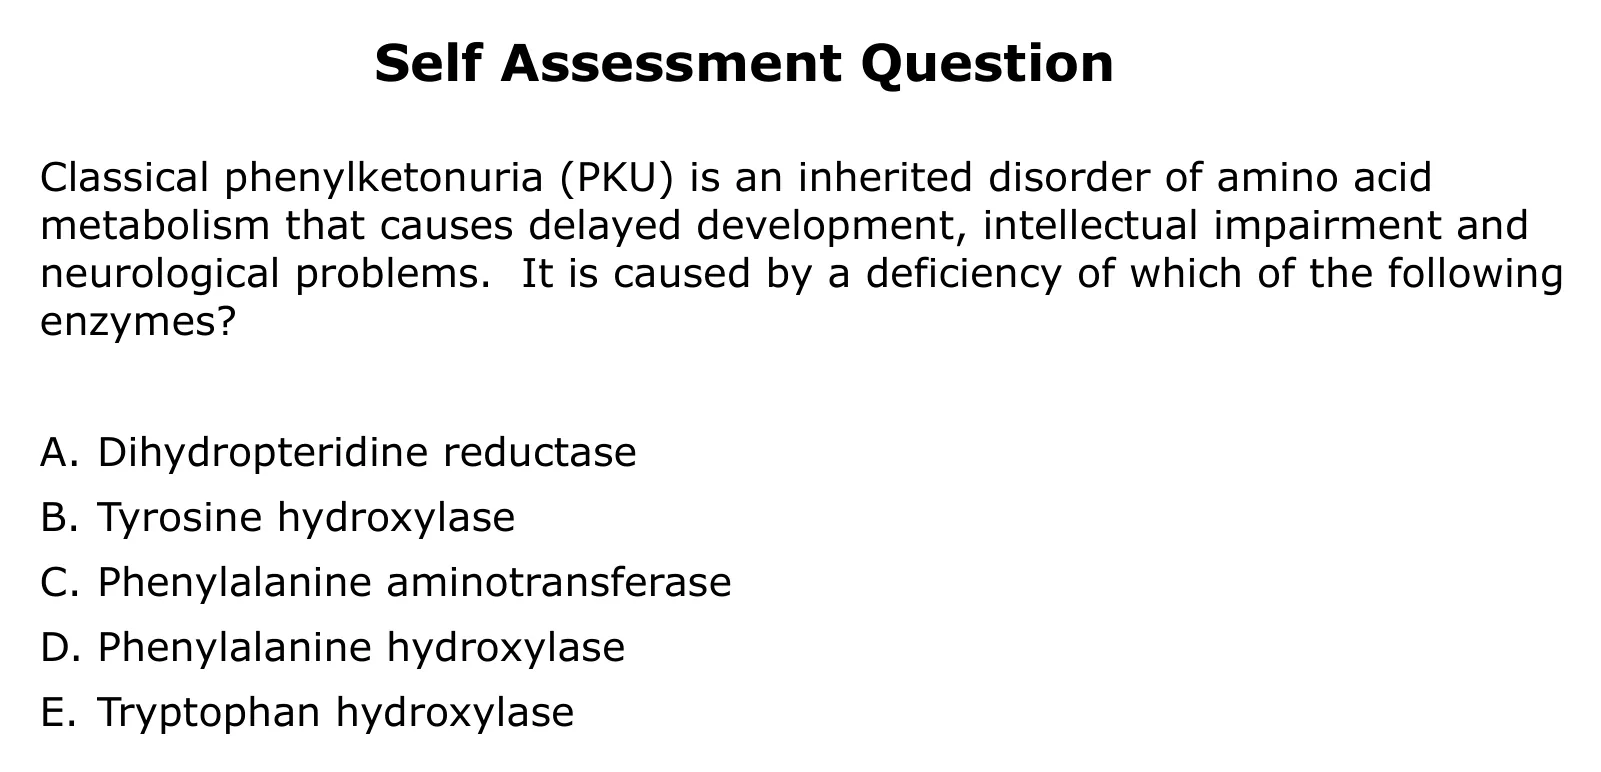 Self Assessment Question
Classical phenylketonuria (PKU) is an inherited disorder of amino acid
metabolism that causes delayed development, intellectual impairment and
neurological problems.  It is caused by a deficiency of which of the following
enzymes?
A. Dihydropteridine reductase
B. Tyrosine hydroxylase
C. Phenylalanine aminotransferase
D. Phenylalanine hydroxylase
E. Tryptophan hydroxylase